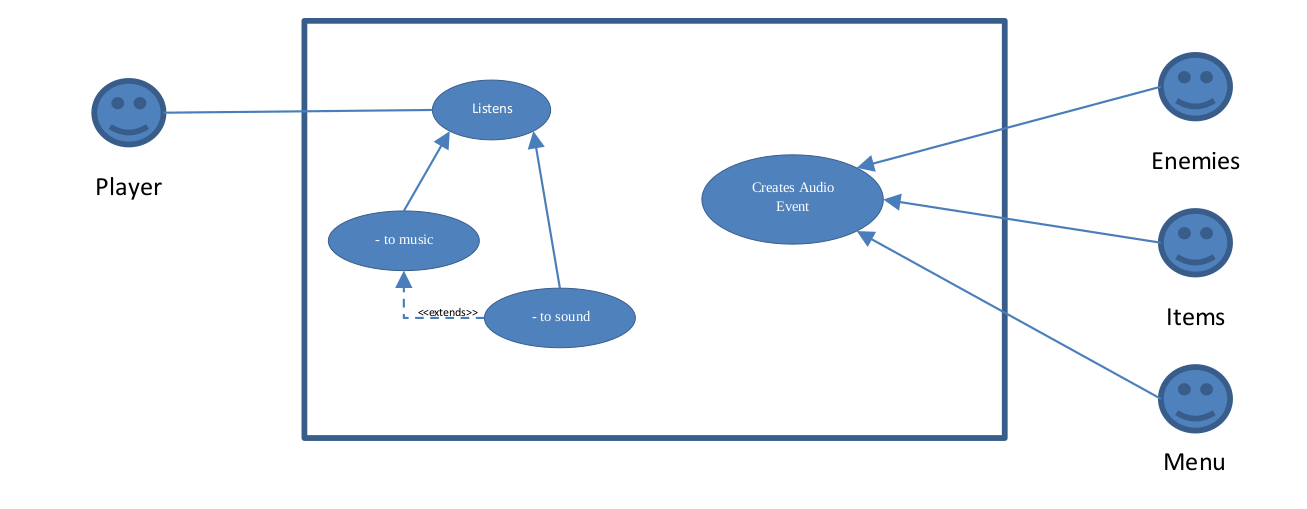 Listens
Player
- to music
<<extends>>
- to sound
Creates Audio
Event
Enemies
Items
Menu